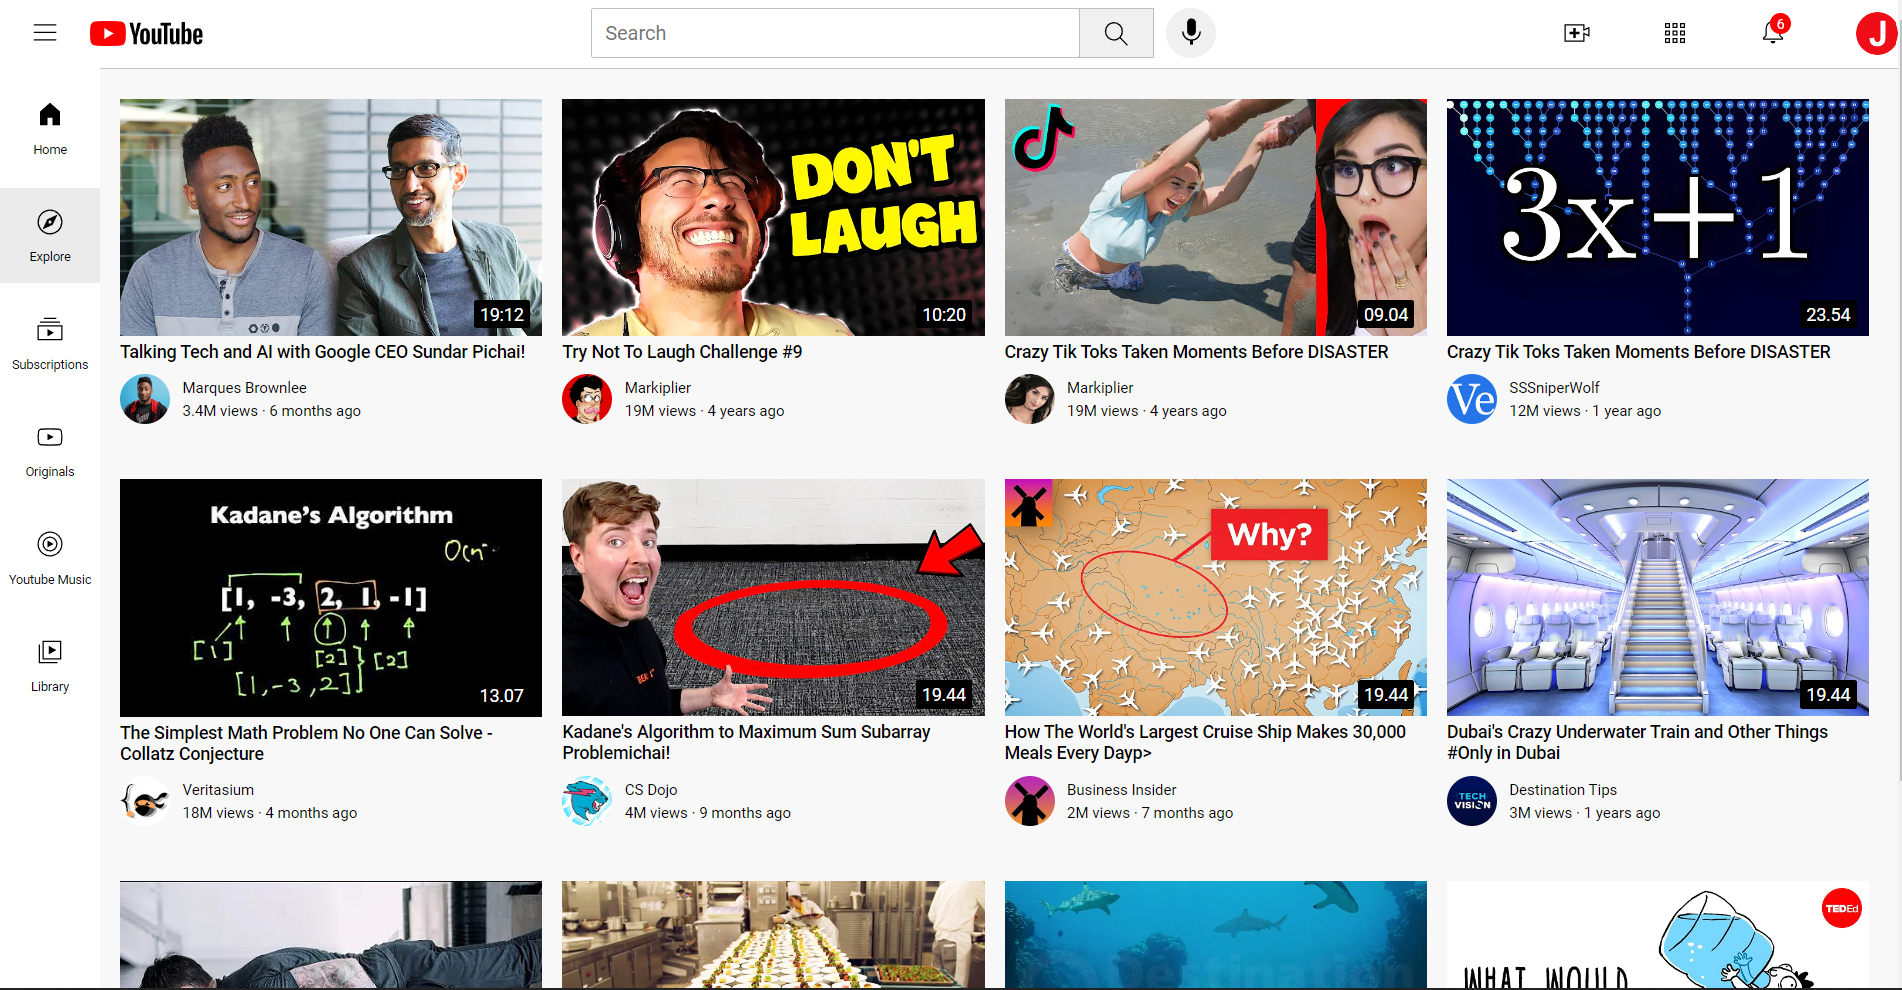 YouTube
Search
6
J
Home
Explore
Subscriptions
Originals
Youtube Music
Library
19:12
Talking Tech and AI with Google CEO Sundar Pichai!
Marques Brownlee
3.4M views · 6 months ago
DON'T
LAUGH
10:20
Try Not To Laugh Challenge #9
Markiplier
19M views · 4 years ago
09.04
Crazy Tik Toks Taken Moments Before DISASTER
Markiplier
19M views · 4 years ago
3x+1
23.54
Crazy Tik Toks Taken Moments Before DISASTER
Ve
SSSniperWolf
12M views · 1 year ago
Kadane's Algorithm
[1, -3, 2, 1, -1]
[1]
[2]
[2]
[1,-3,2]
13.07
The Simplest Math Problem No One Can Solve -
Collatz Conjecture
Veritasium
18M views · 4 months ago
19.44
Kadane's Algorithm to Maximum Sum Subarray
Problemichai!
CS Dojo
4M views · 9 months ago
Why?
19.44
How The World's Largest Cruise Ship Makes 30,000
Meals Every Dayp>
Business Insider
2M views · 7 months ago
19.44
Dubai's Crazy Underwater Train and Other Things
#Only in Dubai
TECH
VISION
Destination Tips
3M views · 1 years ago
TEDEd
WHAT WOULD